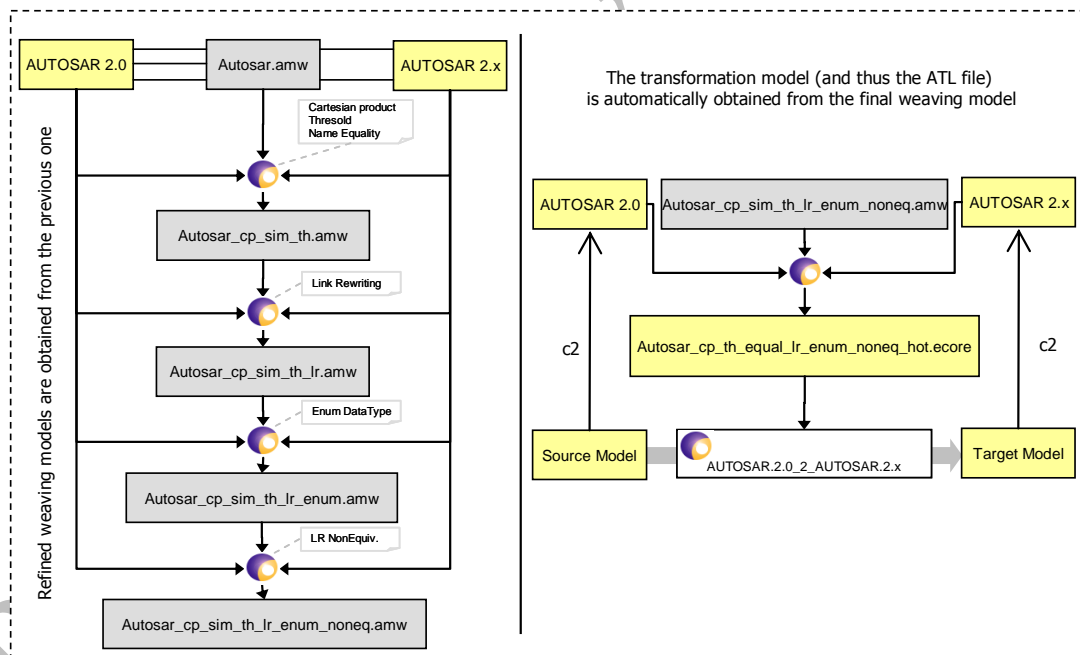 AUTOSAR 2.0
Autosar.amw
AUTOSAR 2.x
Cartesian product
Thresold
Name Equality
Refined weaving models are obtained from the previous one
Autosar_cp_sim_th.amw
Link Rewriting
Autosar_cp_sim_th_lr.amw
Enum DataType
Autosar_cp_sim_th_lr_enum.amw
LR NonEquiv.
Autosar_cp_sim_th_lr_enum_noneq.amw
The transformation model (and thus the ATL file)
is automatically obtained from the final weaving model
AUTOSAR 2.0
Autosar_cp_sim_th_lr_enum_noneq.amw
AUTOSAR 2.x
Autosar_cp_th_equal_lr_enum_noneq_hot.ecore
c2
c2
Source Model
AUTOSAR.2.0_2_AUTOSAR.2.x
Target Model